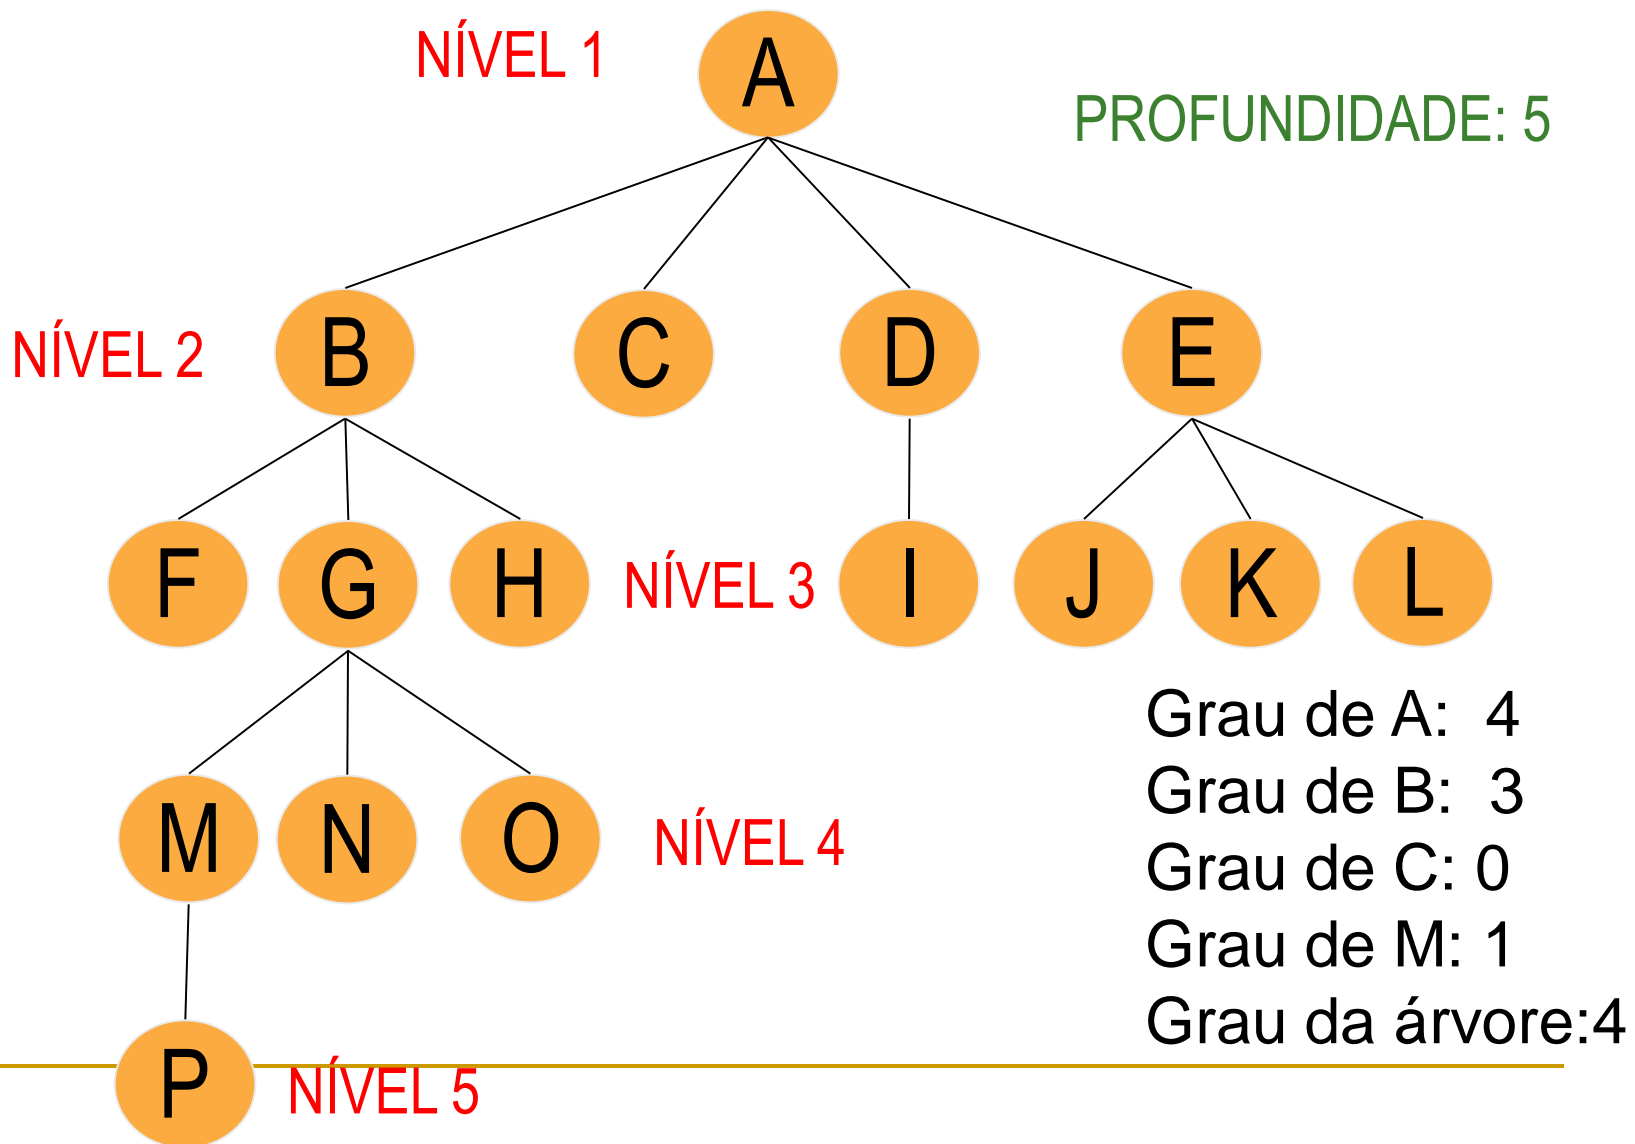 NÍVEL 1
A
PROFUNDIDADE: 5
NÍVEL 2
B
C
D
E
F
G
H
NÍVEL 3
I
J
K
L
M
N
O
NÍVEL 4
P
NÍVEL 5
Grau de A: 4
Grau de B: 3
Grau de C: 0
Grau de M: 1
Grau da árvore:4